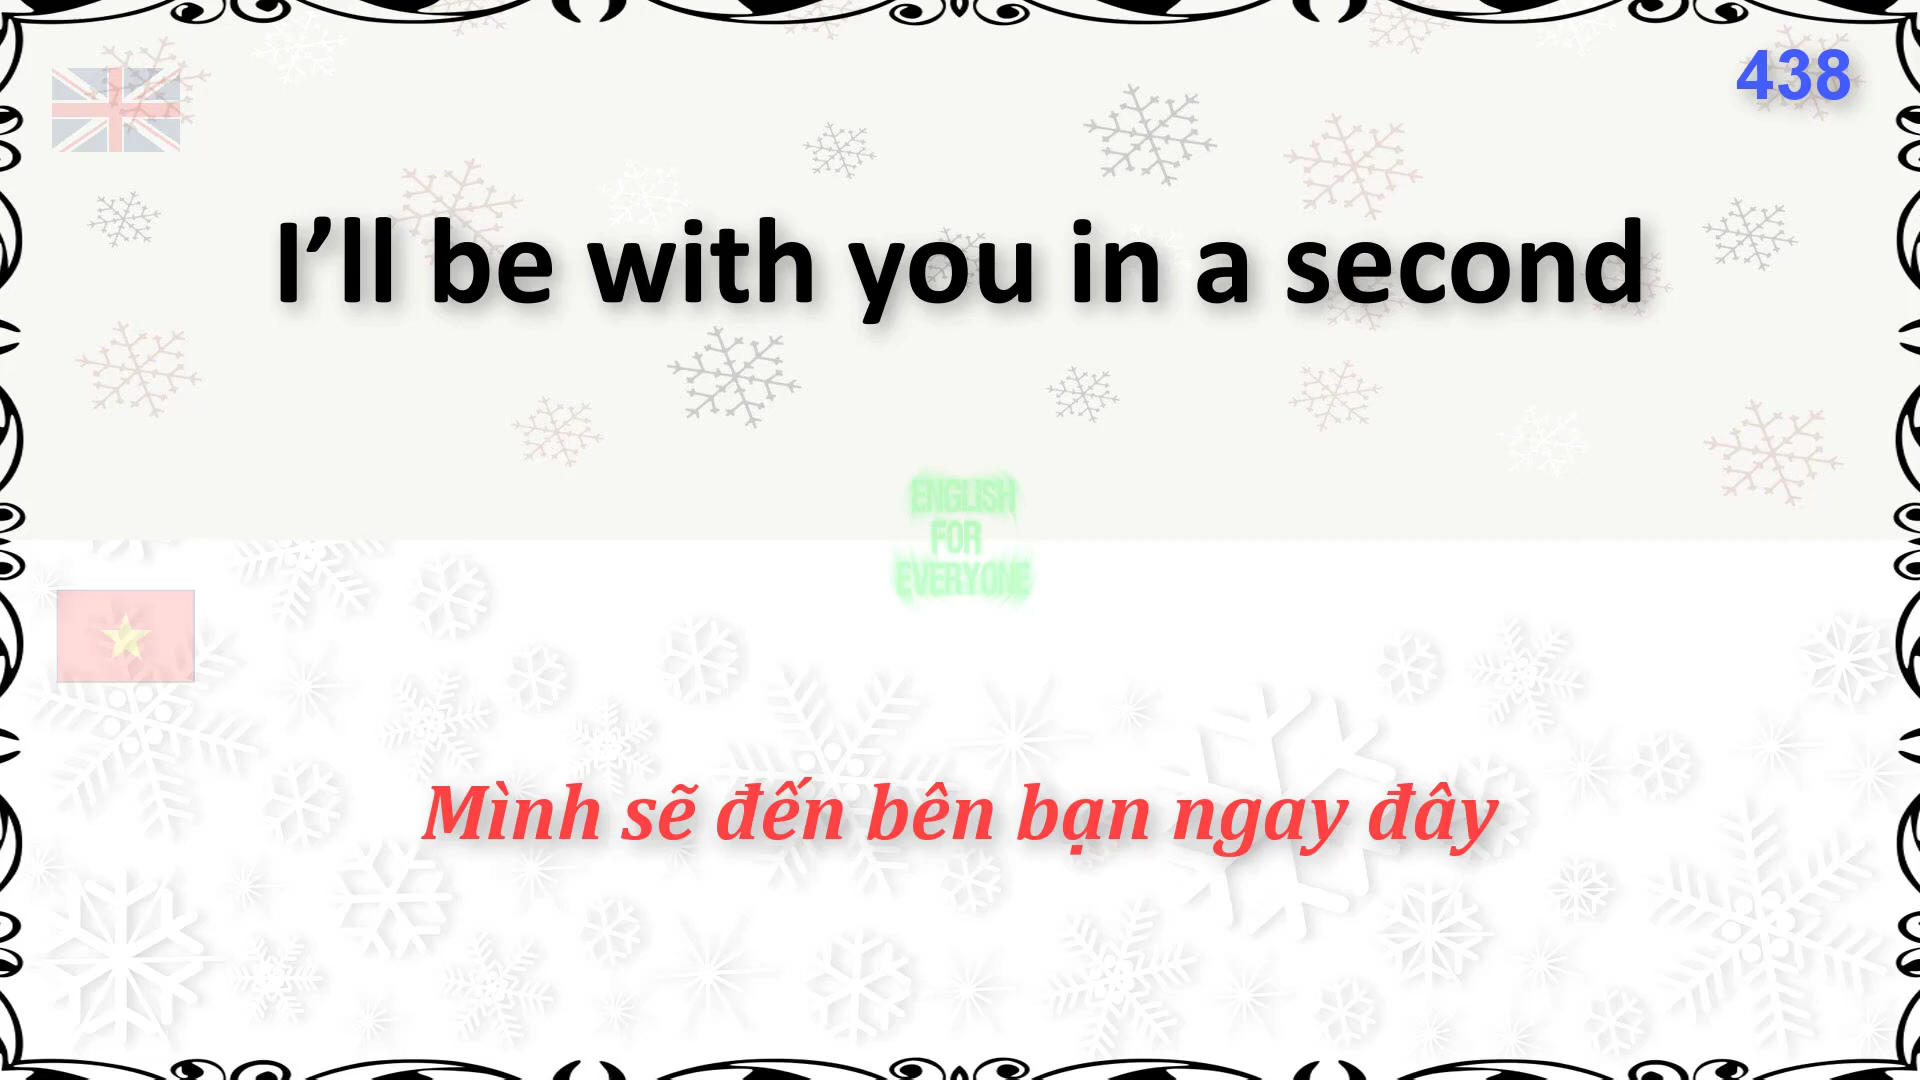 438
I’ll be with you in a second
ENGLISH
FOR
EVERYONE
Mình sẽ đến bên bạn ngay đây